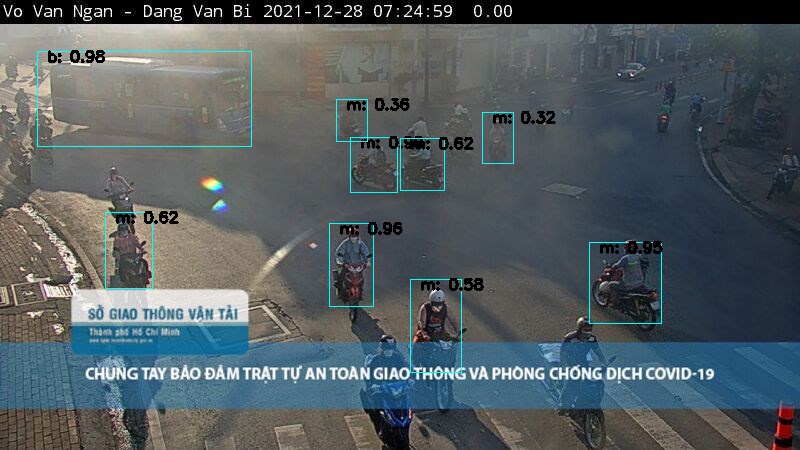 Vo Van Ngan - Dang Van Bi 2021-12-28 07:24:59 0.00
b: 0.98
m: 0.36
m: 0.32
m: 0.62
m: 0.62
m: 0.96
m: 0.95
m: 0.58
SỞ GIAO THÔNG VẬN TẢI
Thành phố Hồ Chí Minh
CHUNG TAY BẢO ĐẢM TRẬT TỰ AN TOÀN GIAO THÔNG VÀ PHÒNG CHỐNG DỊCH COVID-19